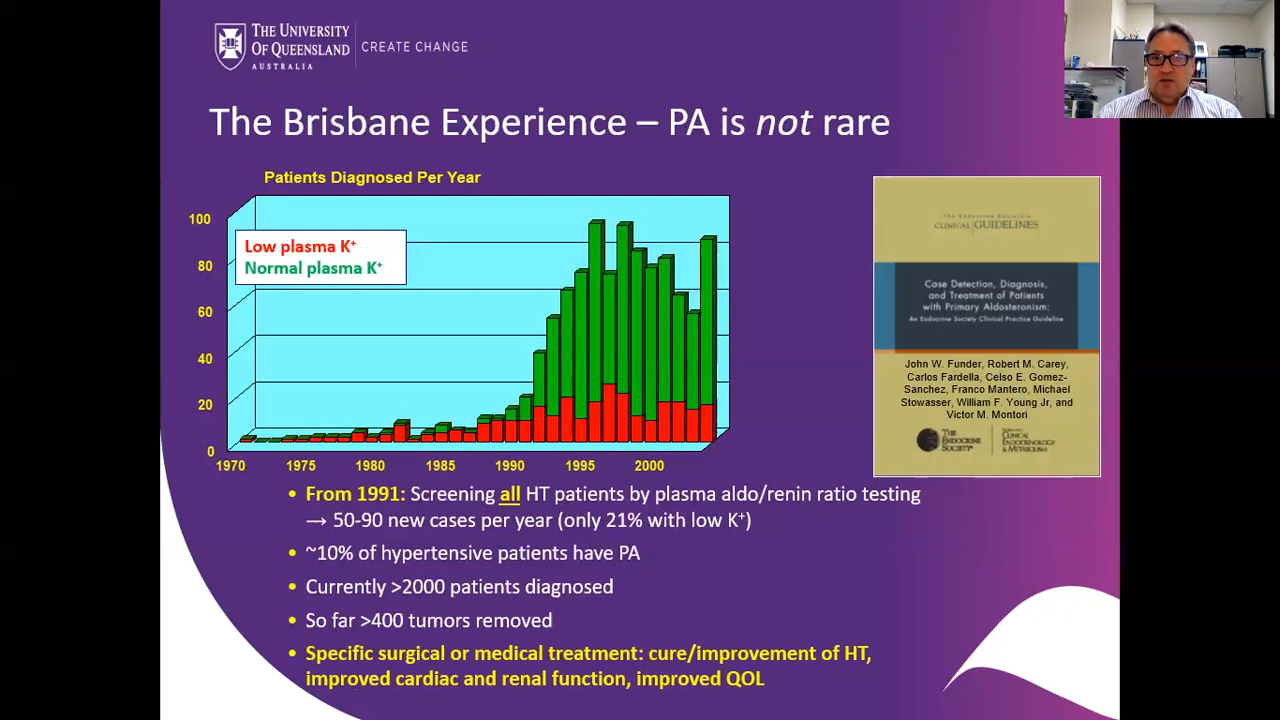 THE UNIVERSITY
OF QUEENSLAND
AUSTRALIA
CREATE CHANGE
The Brisbane Experience – PA is not rare
Patients Diagnosed Per Year
100
80
60
40
20
0
Low plasma K⁺
Normal plasma K⁺
1970 1975 1980 1985 1990 1995 2000
The Endocrine Society's
CLINICAL GUIDELINES
Case Detection, Diagnosis,
and Treatment of Patients
with Primary Aldosteronism:
An Endocrine Society Clinical Practice Guideline
John W. Funder, Robert M. Carey,
Carlos Fardella, Celso E. Gomez-
Sanchez, Franco Mantero, Michael
Stowasser, William F. Young Jr, and
Victor M. Montori
THE
ENDOCRINE
SOCIETY
CLINICAL
ENDOCRINOLOGY
& METABOLISM
• From 1991: Screening all HT patients by plasma aldo/renin ratio testing
→ 50-90 new cases per year (only 21% with low K⁺)
• ~10% of hypertensive patients have PA
• Currently >2000 patients diagnosed
• So far >400 tumors removed
• Specific surgical or medical treatment: cure/improvement of HT,
improved cardiac and renal function, improved QOL